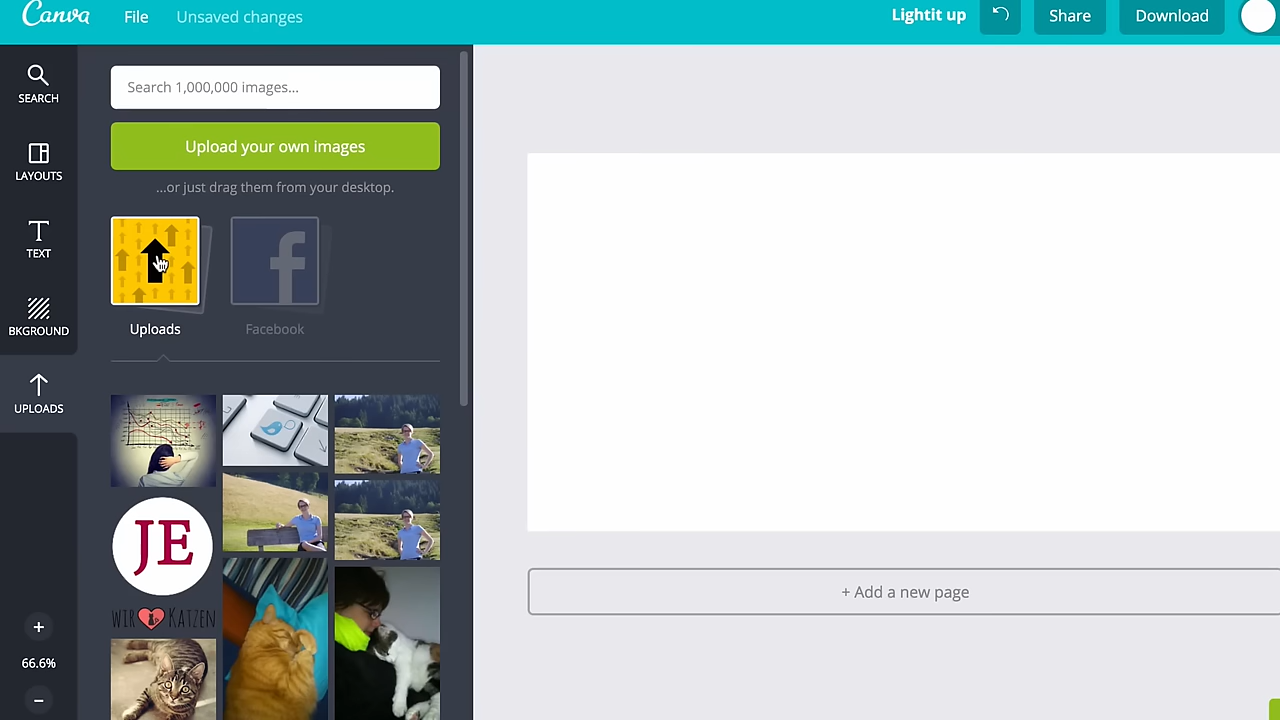 Canva
File
Unsaved changes
Lightit up
Share
Download
SEARCH
LAYOUTS
TEXT
BKGROUND
UPLOADS
66.6%
Search 1,000,000 images...
Upload your own images
...or just drag them from your desktop.
Uploads
Facebook
JE
WIR KATZEN
+ Add a new page